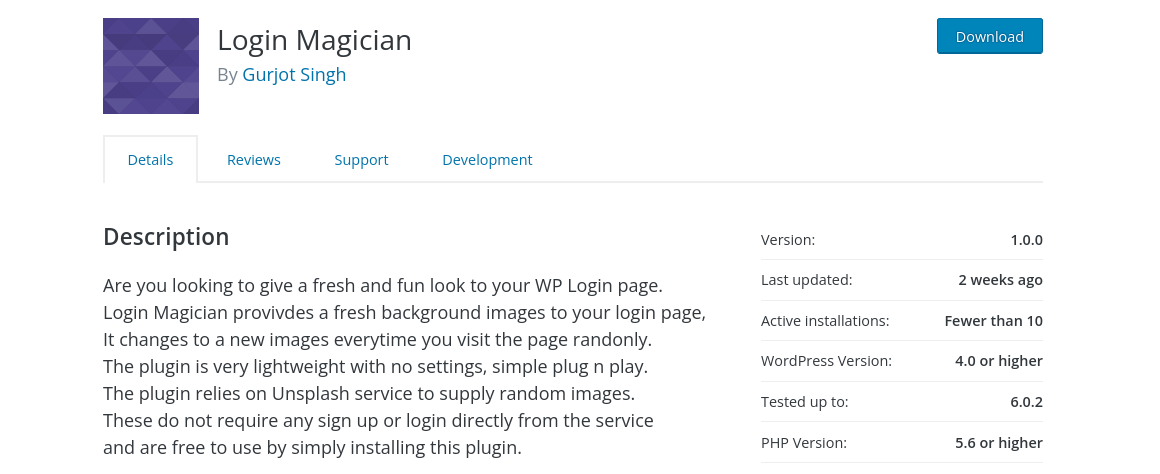 Login Magician
Download
By Gurjot Singh
Details
Reviews
Support
Development
Description
Are you looking to give a fresh and fun look to your WP Login page.
Login Magician provivdes a fresh background images to your login page,
It changes to a new images everytime you visit the page randonly.
The plugin is very lightweight with no settings, simple plug n play.
The plugin relies on Unsplash service to supply random images.
These do not require any sign up or login directly from the service
and are free to use by simply installing this plugin.
Version: 1.0.0
Last updated: 2 weeks ago
Active installations: Fewer than 10
WordPress Version: 4.0 or higher
Tested up to: 6.0.2
PHP Version: 5.6 or higher